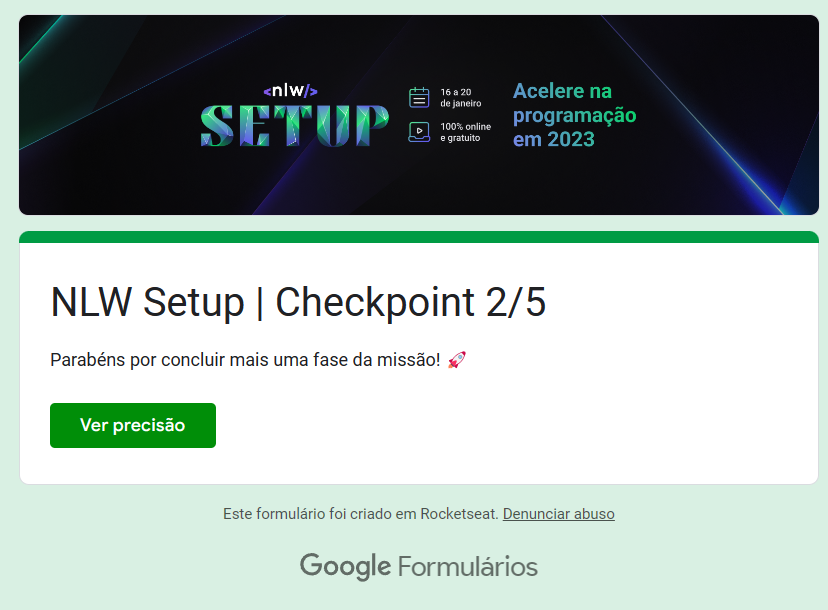 <nlw/>
SETUP
16 a 20
de janeiro
100% online
e gratuito
Acelere na
programação
em 2023
NLW Setup | Checkpoint 2/5
Parabéns por concluir mais uma fase da missão! 🚀
Ver precisão
Este formulário foi criado em Rocketseat. Denunciar abuso
Google Formulários